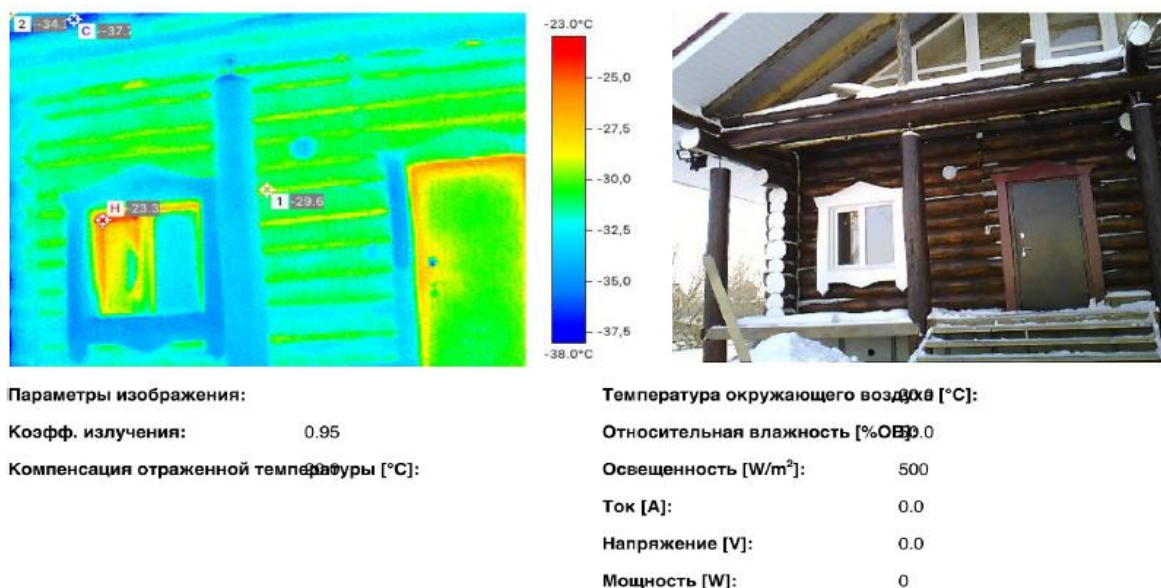 2 -34.
C -37.
-23.0°C
-25,0
-27,5
-30,0
-32,5
-35,0
-37,5
-38.0°C
H -23.3
1 -29.6
Параметры изображения:
Коэфф. излучения: 0.95
Компенсация отраженной температуры [°C]:
Температура окружающего воздуха [°C]:
Относительная влажность [%ОВ]:
Освещенность [W/m²]: 500
Ток [A]: 0.0
Напряжение [V]: 0.0
Мощность [W]: 0